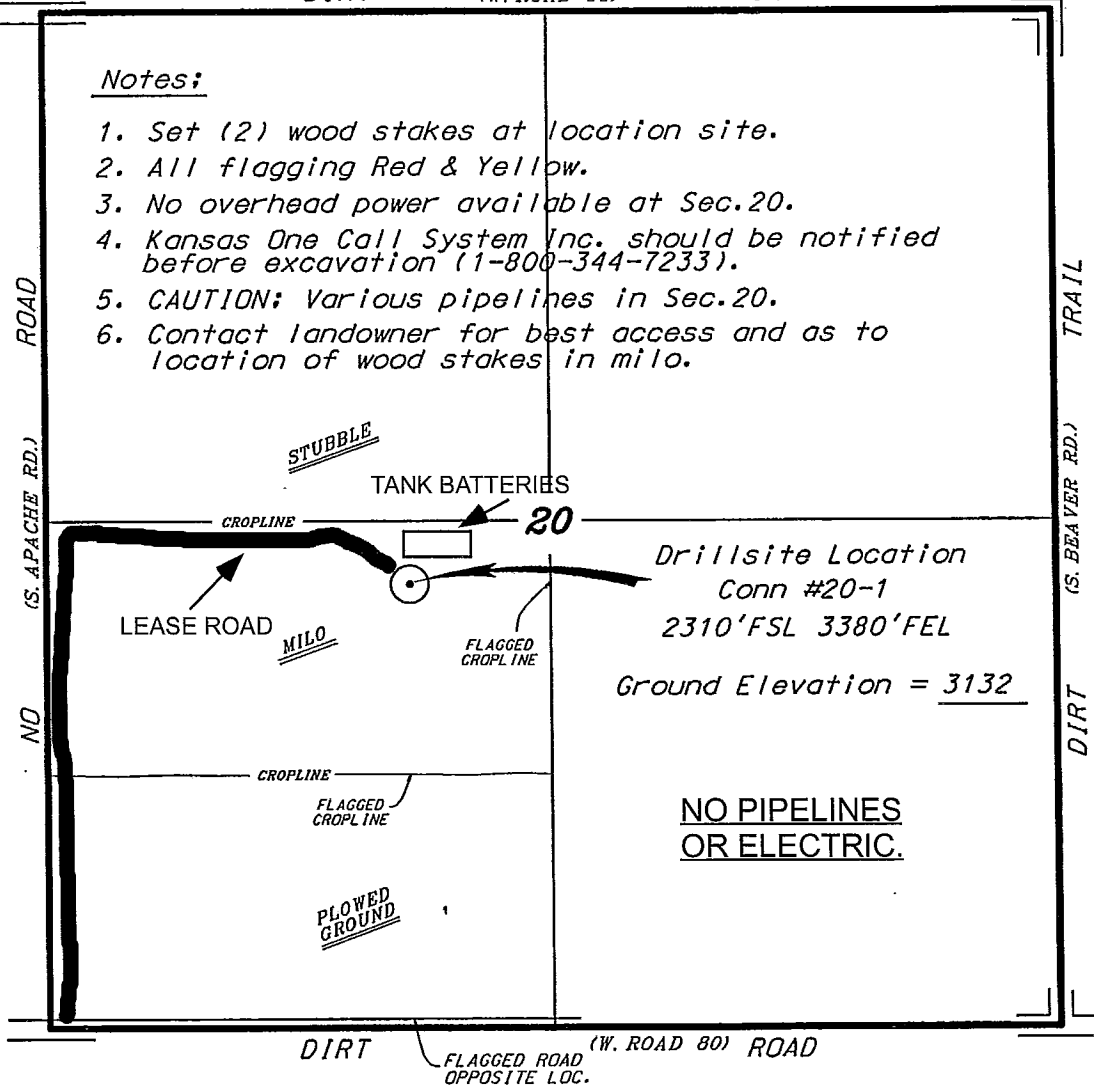 Notes:
1. Set (2) wood stakes at location site.
2. All flagging Red & Yellow.
3. No overhead power available at Sec.20.
4. Kansas One Call System Inc. should be notified
before excavation (1-800-344-7233).
5. CAUTION: Various pipelines in Sec.20.
6. Contact landowner for best access and as to
location of wood stakes in milo.
NO ROAD
(S. APACHE RD.)
DIRT TRAIL
(S. BEAVER RD.)
STUBBLE
TANK BATTERIES
CROPLINE
20
Drillsite Location
Conn #20-1
2310'FSL 3380'FEL
LEASE ROAD
MILO
FLAGGED
CROPLINE
Ground Elevation = 3132
CROPLINE
FLAGGED
CROPLINE
NO PIPELINES
OR ELECTRIC.
PLOWED
GROUND
DIRT (W. ROAD 80) ROAD
FLAGGED ROAD
OPPOSITE LOC.